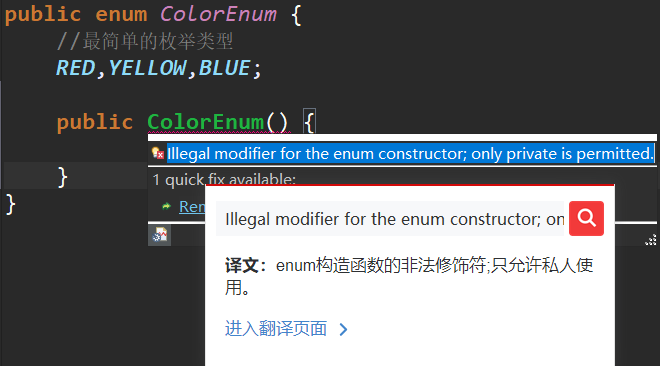 public enum ColorEnum {
//最简单的枚举类型
RED,YELLOW,BLUE;
public ColorEnum() {
Illegal modifier for the enum constructor; only private is permitted.
1 quick fix available:
}
}
Illegal modifier for the enum constructor; on
译文：enum构造函数的非法修饰符;只允许私人使
用。
进入翻译页面 >